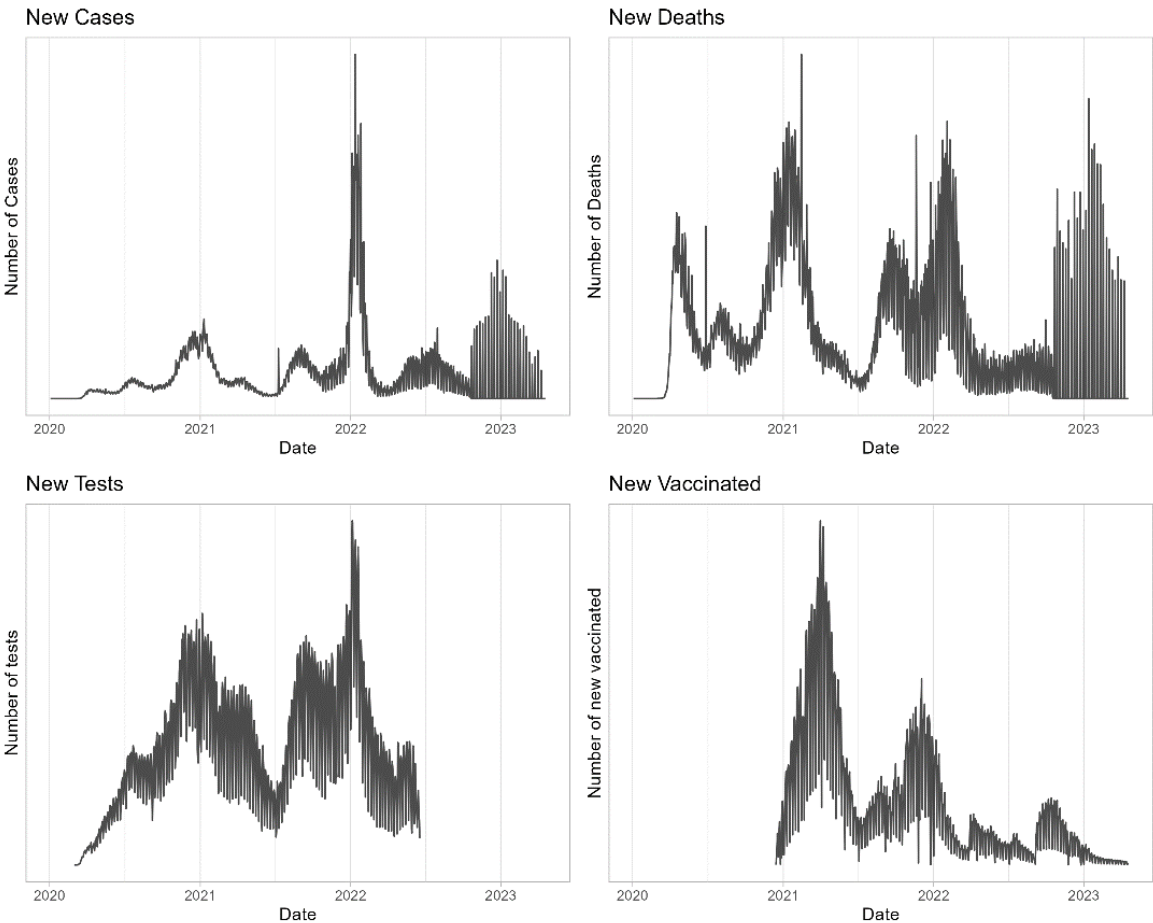 New Cases
Number of Cases
2020 2021 2022 2023
Date
New Deaths
Number of Deaths
2020 2021 2022 2023
Date
New Tests
Number of tests
2020 2021 2022 2023
Date
New Vaccinated
Number of new vaccinated
2020 2021 2022 2023
Date